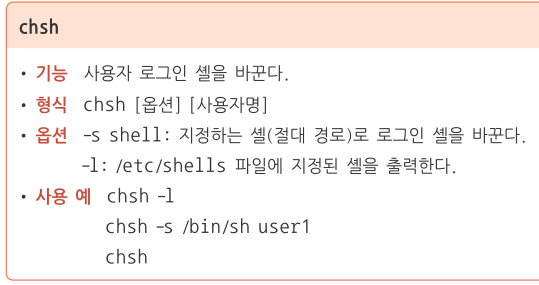 chsh
• 기능 사용자 로그인 셸을 바꾼다.
• 형식 chsh [옵션] [사용자명]
• 옵션 -s shell: 지정하는 셸(절대 경로)로 로그인 셸을 바꾼다.
-l: /etc/shells 파일에 지정된 셸을 출력한다.
• 사용 예 chsh -l
chsh -s /bin/sh user1
chsh